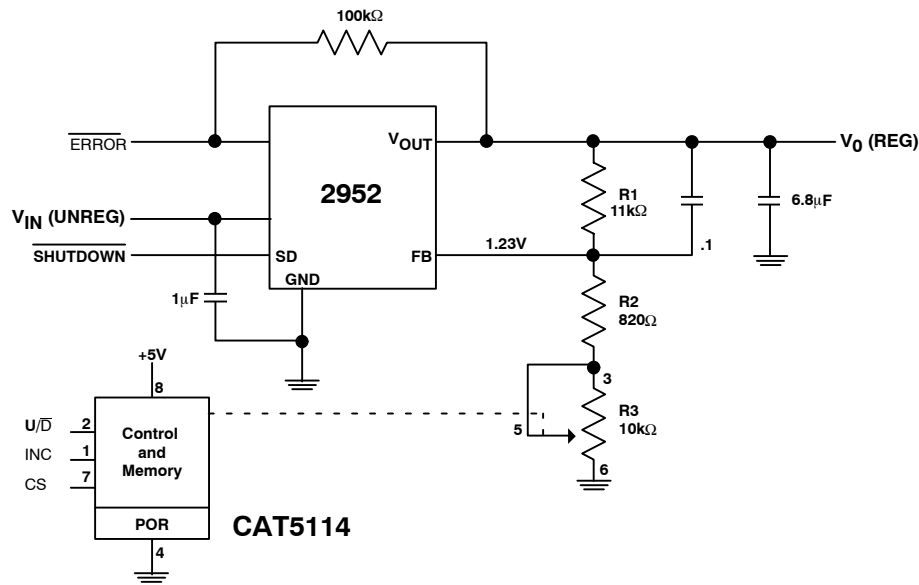 100kΩ
ERROR
VOUT
V0 (REG)
2952
R1
11kΩ
6.8μF
VIN (UNREG)
1.23V
.1
SHUTDOWN
SD
FB
GND
1μF
R2
820Ω
+5V
8
3
U/D
2
Control
and
Memory
R3
10kΩ
5
INC
1
CS
7
6
POR
CAT5114
4